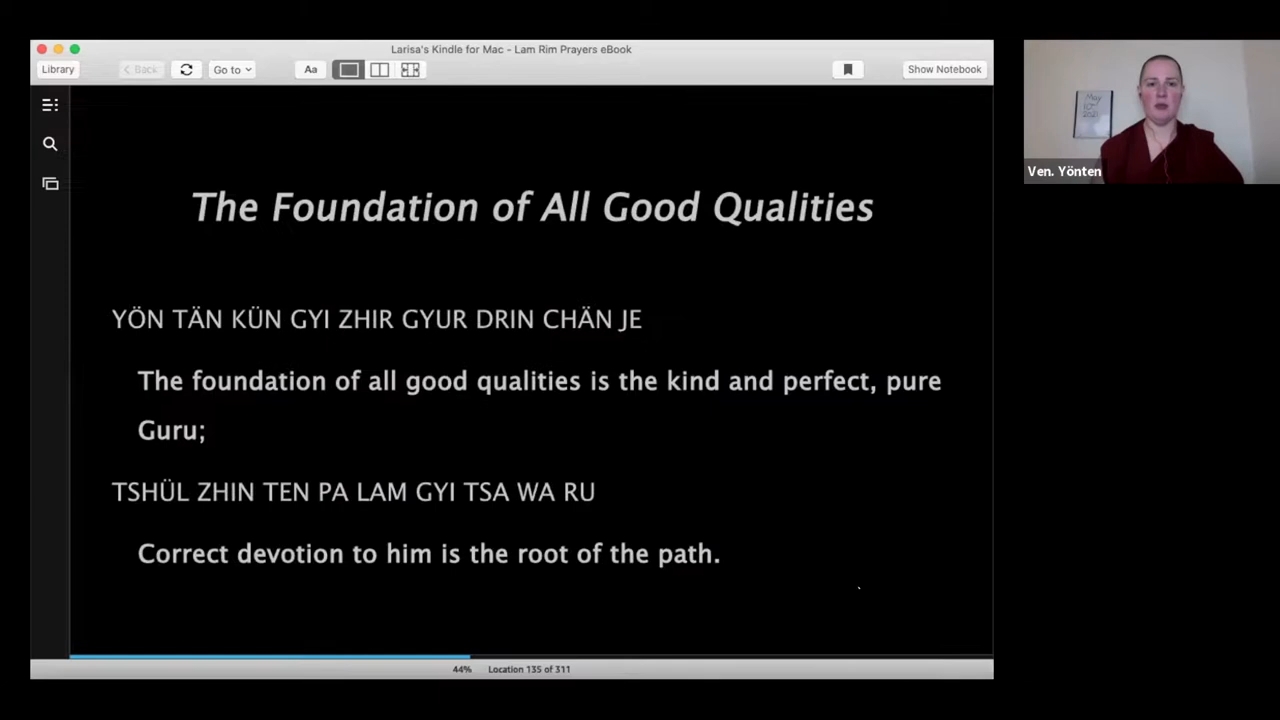 Larisa's Kindle for Mac - Lam Rim Prayers eBook
Library
Back
Go to
Aa
Show Notebook
The Foundation of All Good Qualities
YÖN TÄN KÜN GYI ZHIR GYUR DRIN CHÄN JE
The foundation of all good qualities is the kind and perfect, pure
Guru;
TSHÜL ZHIN TEN PA LAM GYI TSA WA RU
Correct devotion to him is the root of the path.
44% Location 135 of 311
May
10th
2021
Ven. Yönten